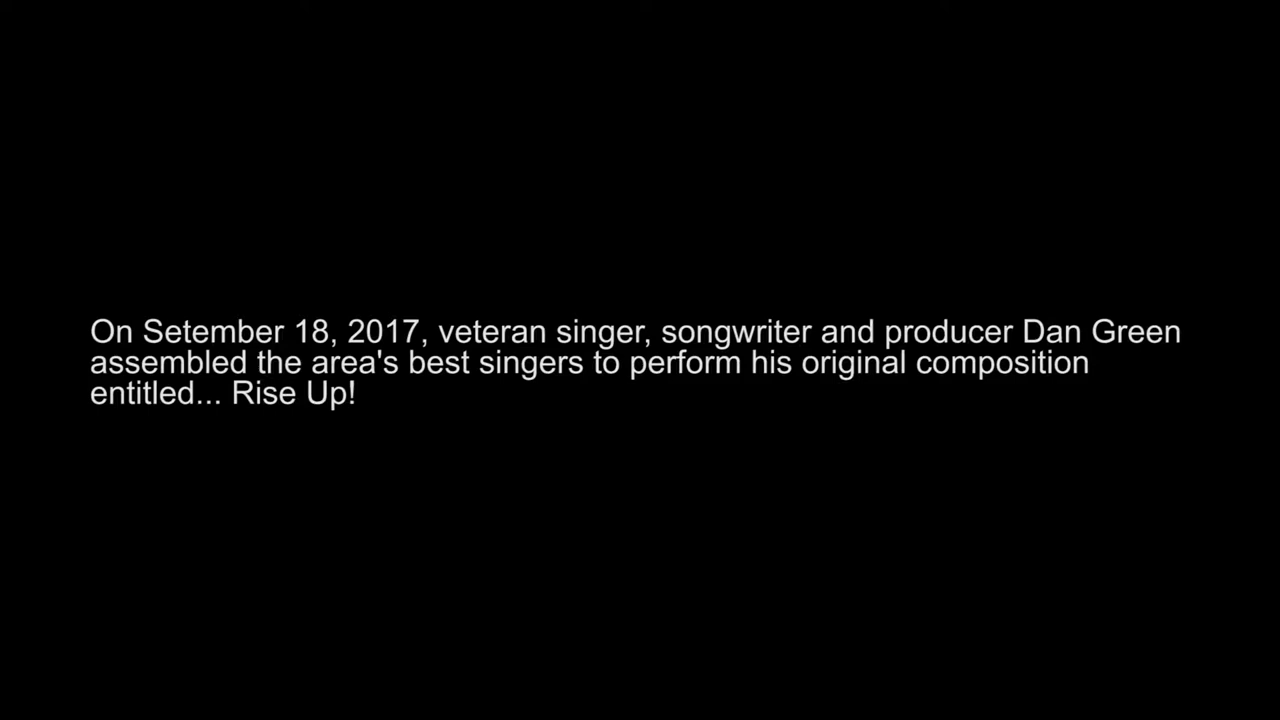 On Setember 18, 2017, veteran singer, songwriter and producer Dan Green
assembled the area's best singers to perform his original composition
entitled... Rise Up!